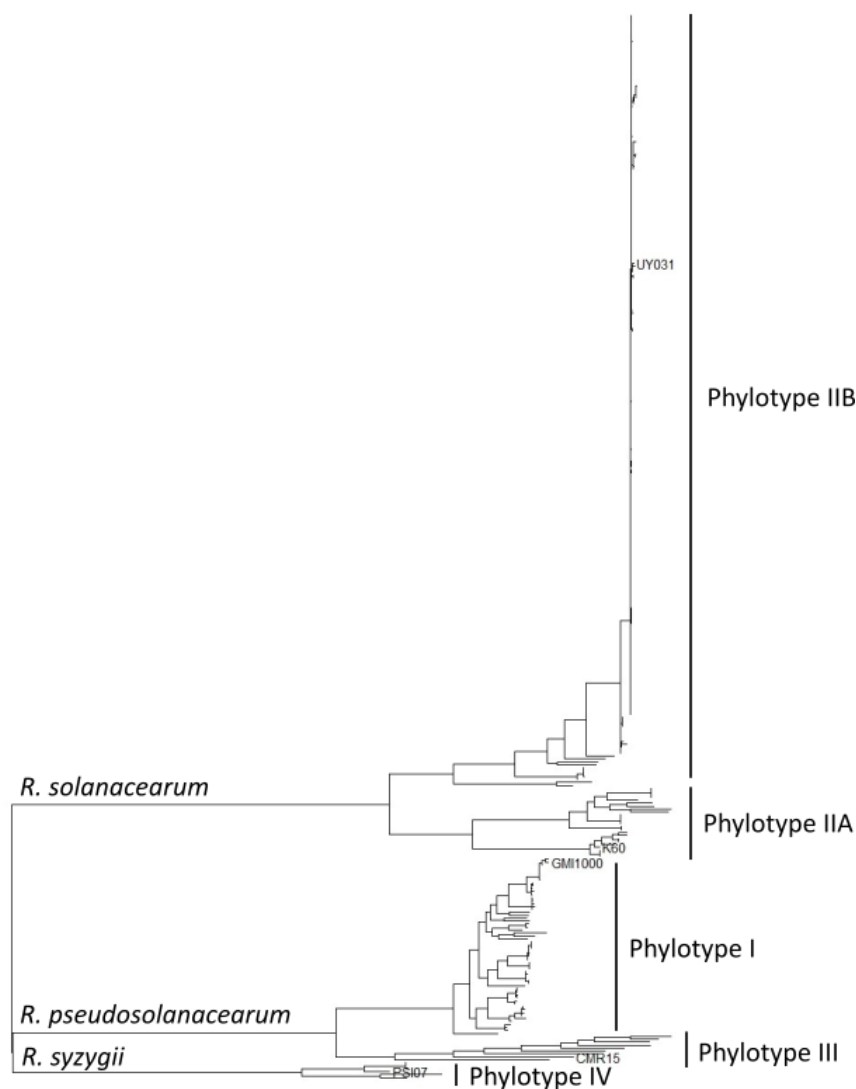 UY031
Phylotype IIB
R. solanacearum
Phylotype IIA
K60
GMI1000
Phylotype I
R. pseudosolanacearum
R. syzygii
CMR15
Phylotype III
PSI07
Phylotype IV